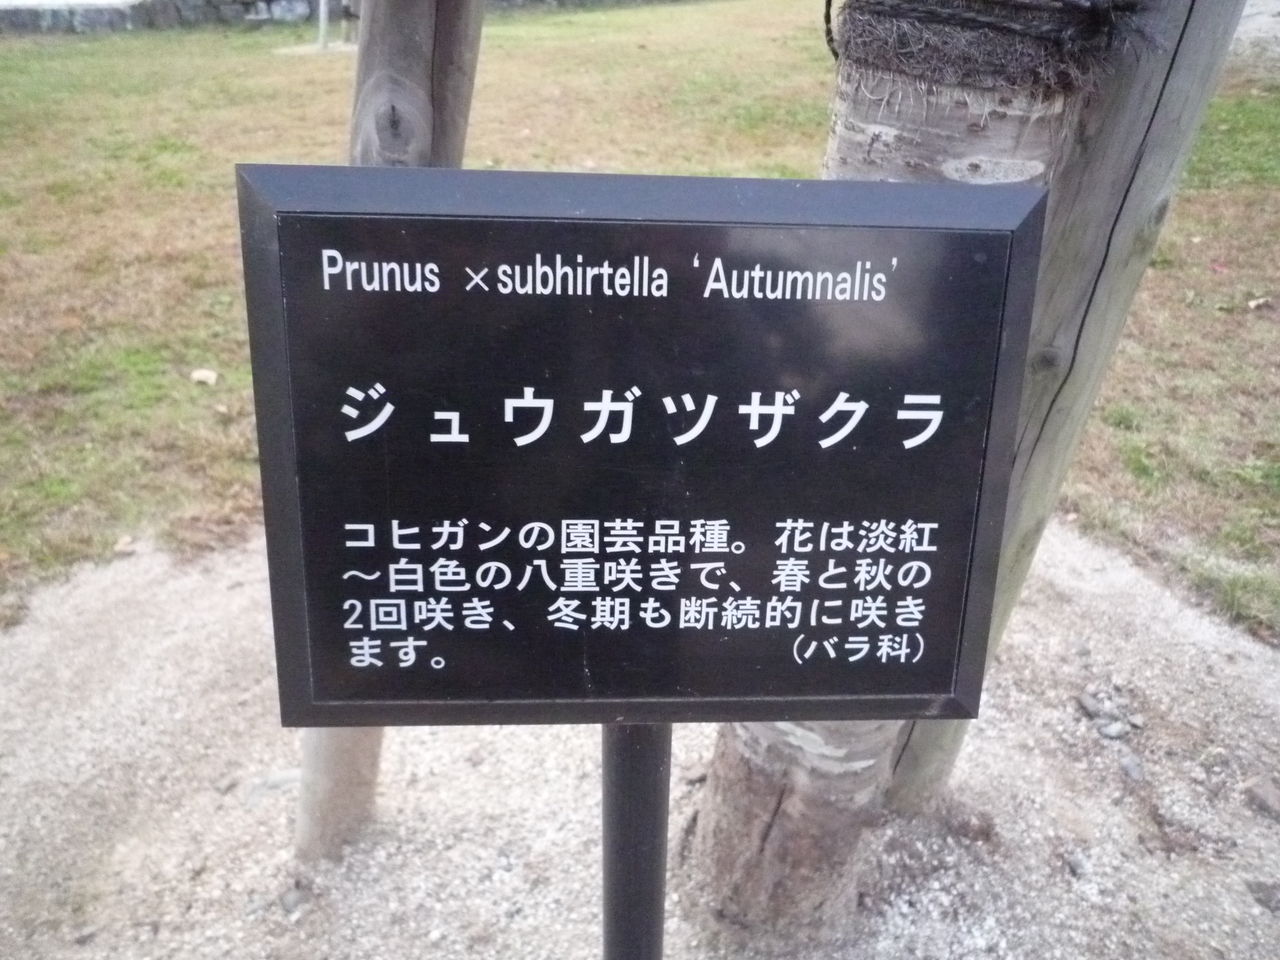 Prunus ×subhirtella ‘Autumnalis’
ジュウガツザクラ
コヒガンの園芸品種。花は淡紅
～白色の八重咲きで、春と秋の
2回咲き、冬期も断続的に咲き
ます。（バラ科）